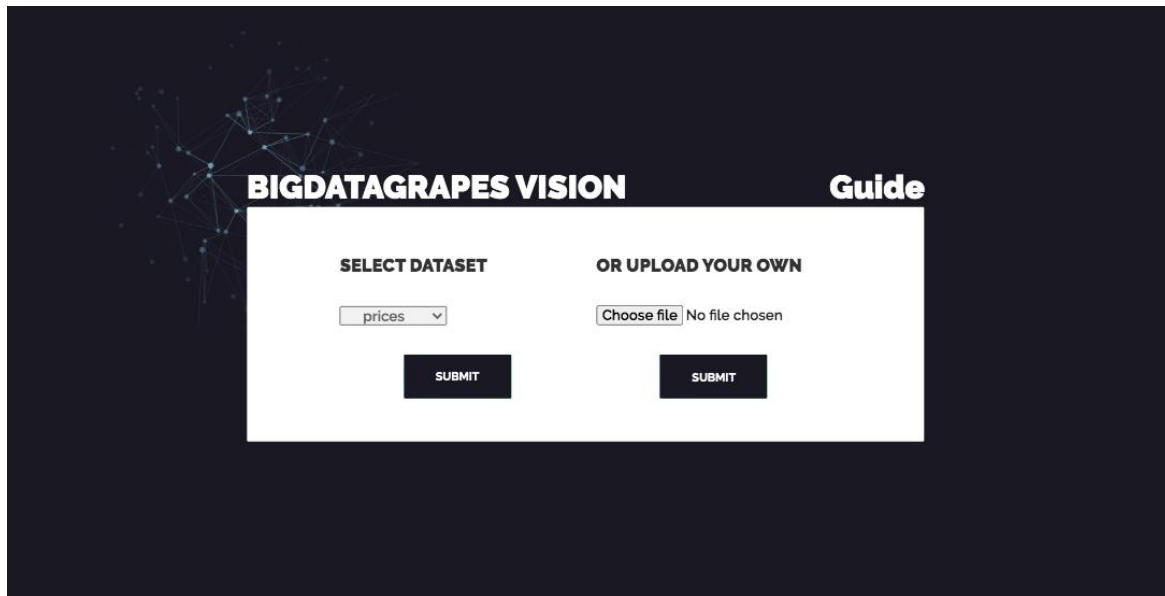 BIGDATAGRAPES VISION Guide
SELECT DATASET
prices
SUBMIT
OR UPLOAD YOUR OWN
Choose file No file chosen
SUBMIT